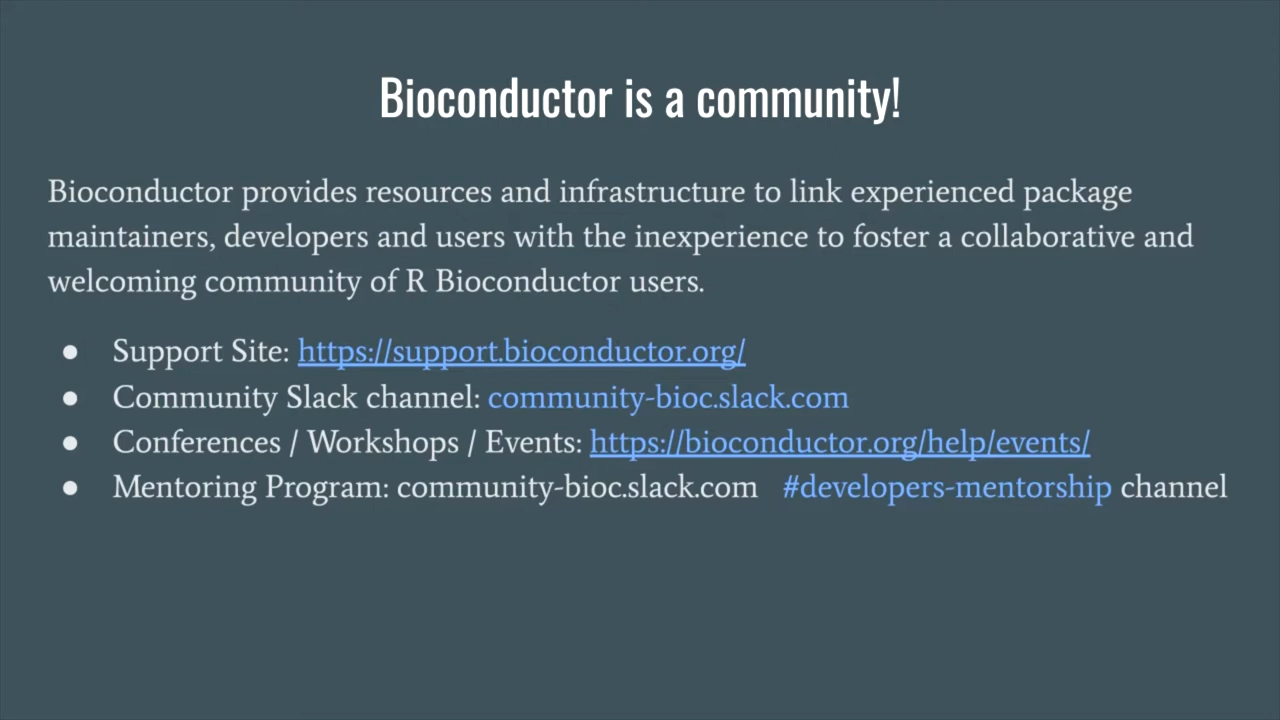 Bioconductor is a community!
Bioconductor provides resources and infrastructure to link experienced package
maintainers, developers and users with the inexperience to foster a collaborative and
welcoming community of R Bioconductor users.
● Support Site: https://support.bioconductor.org/
● Community Slack channel: community-bioc.slack.com
● Conferences / Workshops / Events: https://bioconductor.org/help/events/
● Mentoring Program: community-bioc.slack.com #developers-mentorship channel